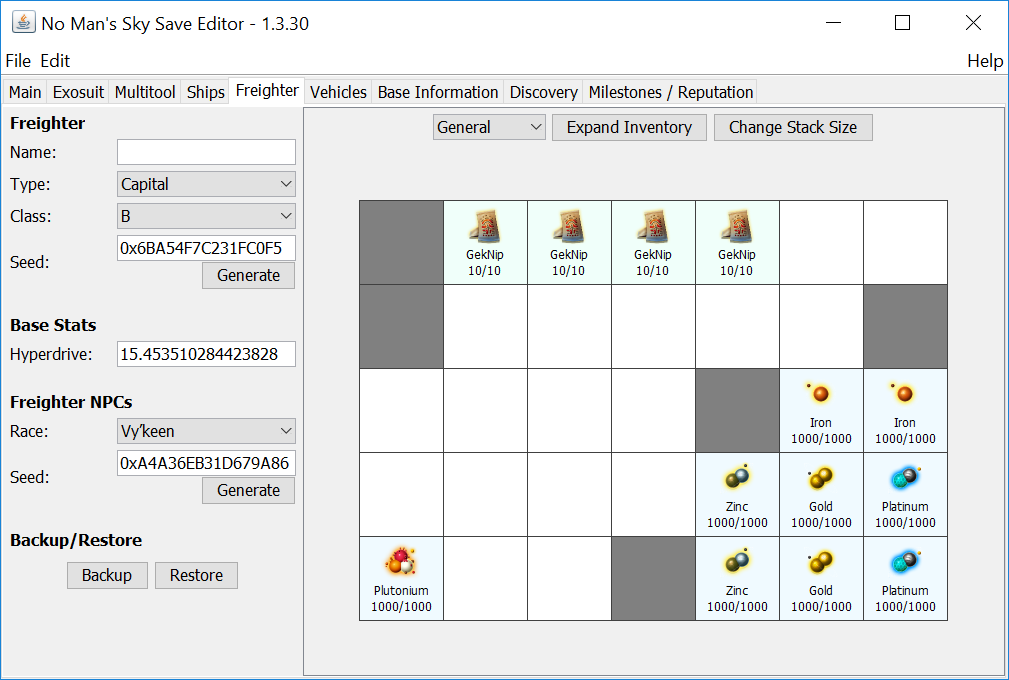 No Man's Sky Save Editor - 1.3.30
File Edit Help
Main Exosuit Multitool Ships Freighter Vehicles Base Information Discovery Milestones / Reputation
Freighter
Name:
Type: Capital
Class: B
Seed: 0x6BA54F7C231FC0F5
Generate
Base Stats
Hyperdrive: 15.453510284423828
Freighter NPCs
Race: Vy'keen
Seed: 0xA4A36EB31D679A86
Generate
Backup/Restore
Backup Restore
General Expand Inventory Change Stack Size
GekNip GekNip GekNip GekNip
10/10 10/10 10/10 10/10
Iron Iron
1000/1000 1000/1000
Zinc Gold Platinum
1000/1000 1000/1000 1000/1000
Plutonium Zinc Gold Platinum
1000/1000 1000/1000 1000/1000 1000/1000